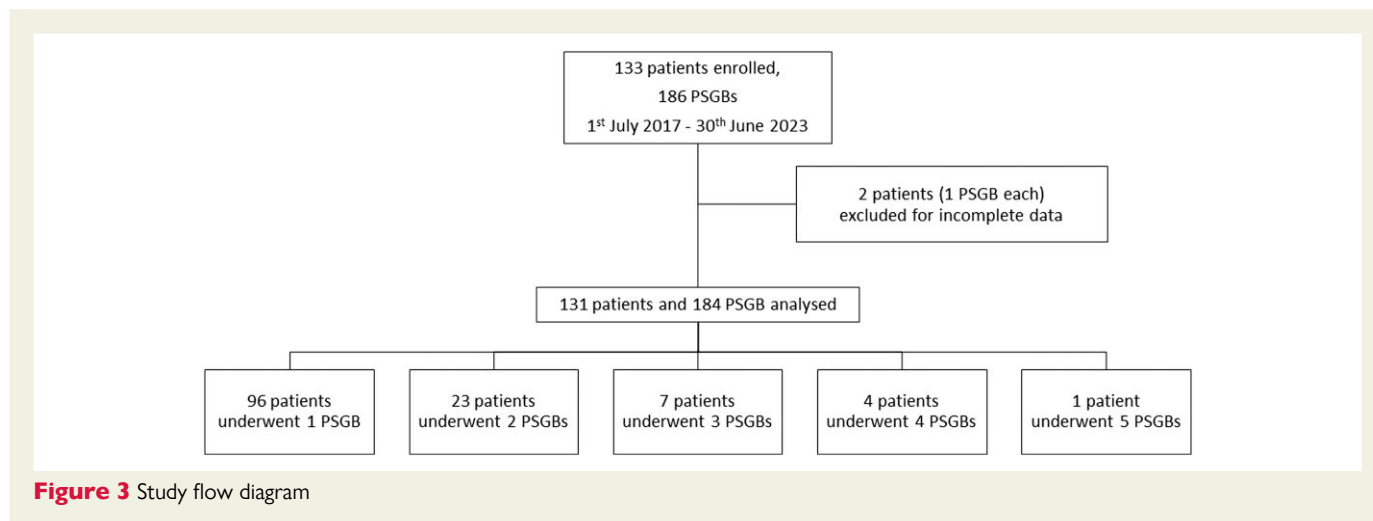 133 patients enrolled,
186 PSGBs
1st July 2017 - 30th June 2023
2 patients (1 PSGB each)
excluded for incomplete data
131 patients and 184 PSGB analysed
96 patients
underwent 1 PSGB
23 patients
underwent 2 PSGBs
7 patients
underwent 3 PSGBs
4 patients
underwent 4 PSGBs
1 patient
underwent 5 PSGBs
Figure 3 Study flow diagram